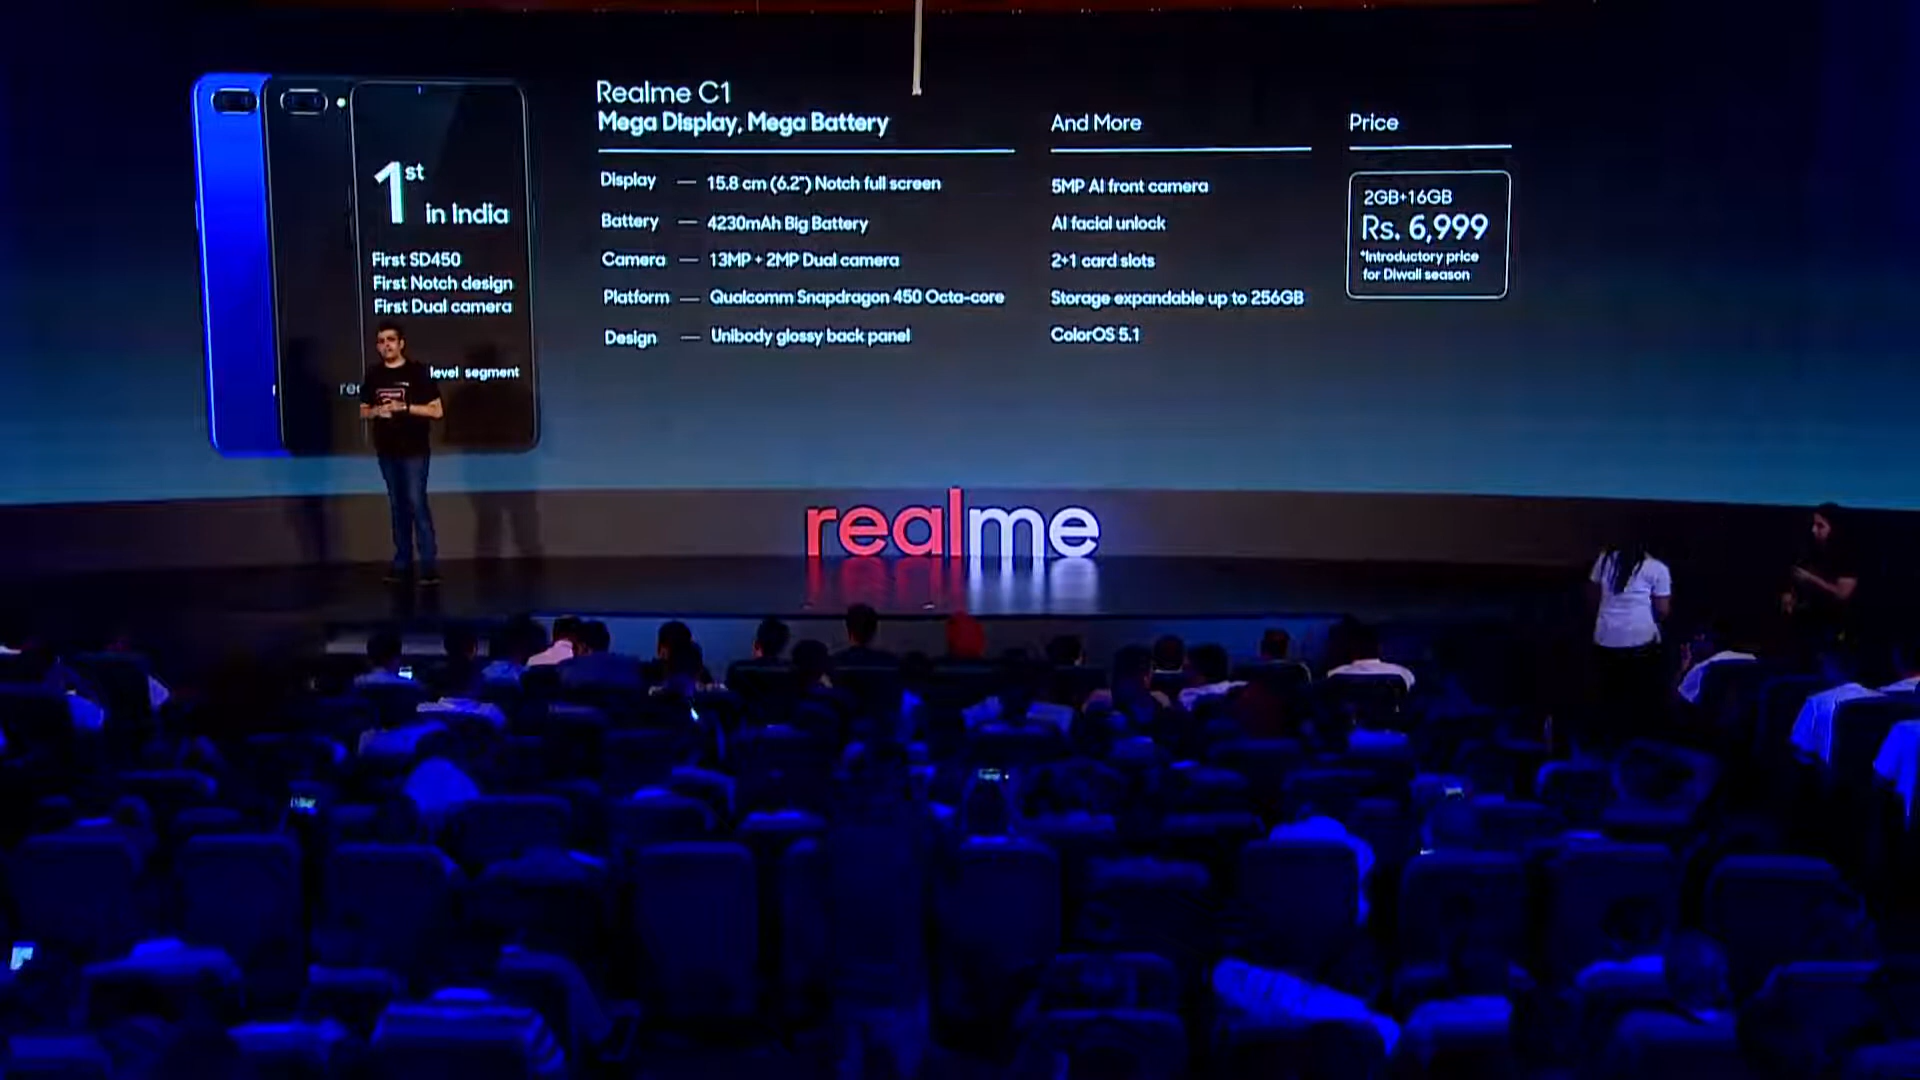 1st
in India
First SD450
First Notch design
First Dual camera
level segment
Realme C1
Mega Display, Mega Battery
Display — 15.8 cm (6.2") Notch full screen
Battery — 4230mAh Big Battery
Camera — 13MP + 2MP Dual camera
Platform — Qualcomm Snapdragon 450 Octa-core
Design — Unibody glossy back panel
And More
5MP AI front camera
AI facial unlock
2+1 card slots
Storage expandable up to 256GB
ColorOS 5.1
Price
2GB+16GB
Rs. 6,999
*Introductory price
for Diwali season
realme